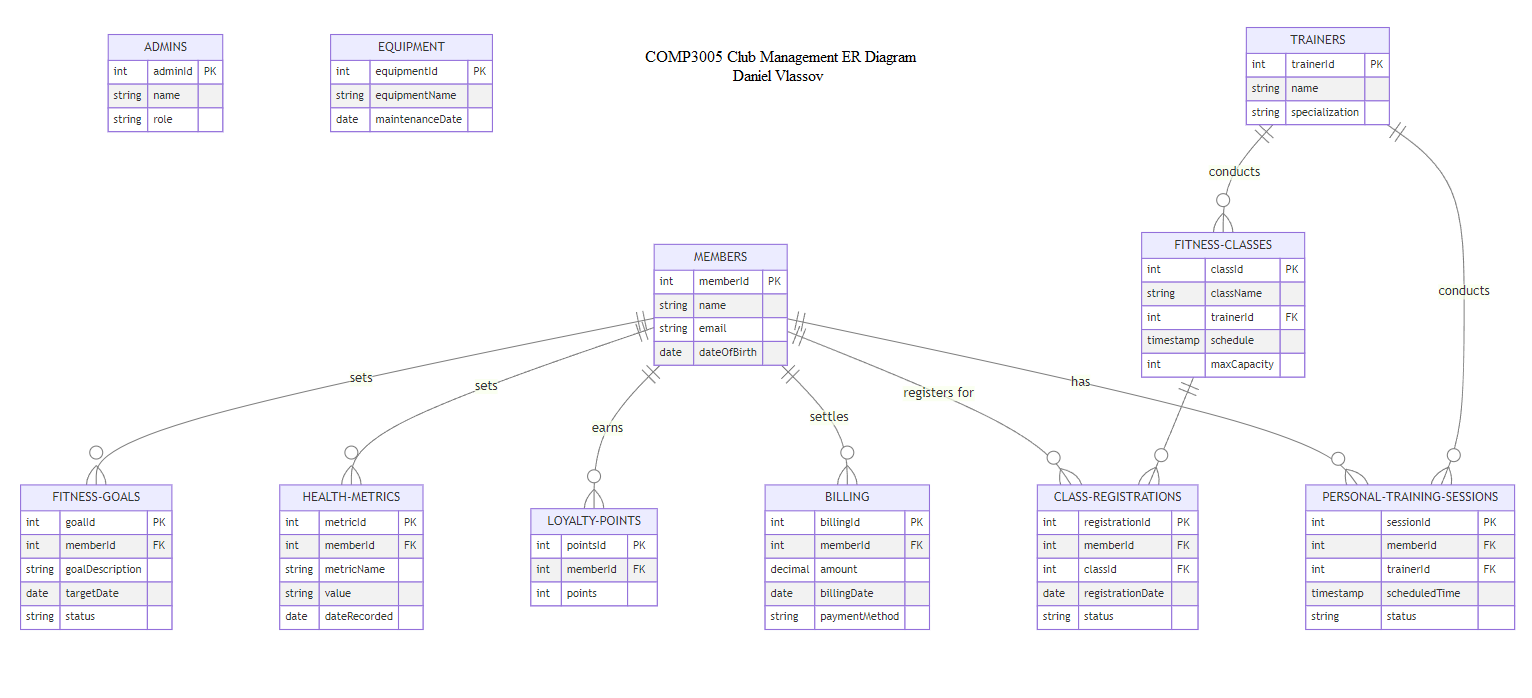 COMP3005 Club Management ER Diagram
Daniel Vlassov
ADMINS
int adminId PK
string name
string role
EQUIPMENT
int equipmentId PK
string equipmentName
date maintenanceDate
TRAINERS
int trainerId PK
string name
string specialization
conducts
conducts
FITNESS-CLASSES
int classId PK
string className
int trainerId FK
timestamp schedule
int maxCapacity
MEMBERS
int memberId PK
string name
string email
date dateOfBirth
sets
sets
earns
settles
registers for
has
FITNESS-GOALS
int goalId PK
int memberId FK
string goalDescription
date targetDate
string status
HEALTH-METRICS
int metricId PK
int memberId FK
string metricName
string value
date dateRecorded
LOYALTY-POINTS
int pointsId PK
int memberId FK
int points
BILLING
int billingId PK
int memberId FK
decimal amount
date billingDate
string paymentMethod
CLASS-REGISTRATIONS
int registrationId PK
int memberId FK
int classId FK
date registrationDate
string status
PERSONAL-TRAINING-SESSIONS
int sessionId PK
int memberId FK
int trainerId FK
timestamp scheduledTime
string status